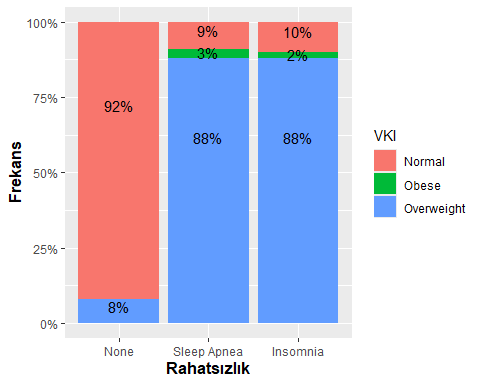 100%
75%
50%
25%
0%
Frekans
92%
8%
9%
3%
88%
10%
2%
88%
None
Sleep Apnea
Insomnia
Rahatsızlık
VKI
Normal
Obese
Overweight